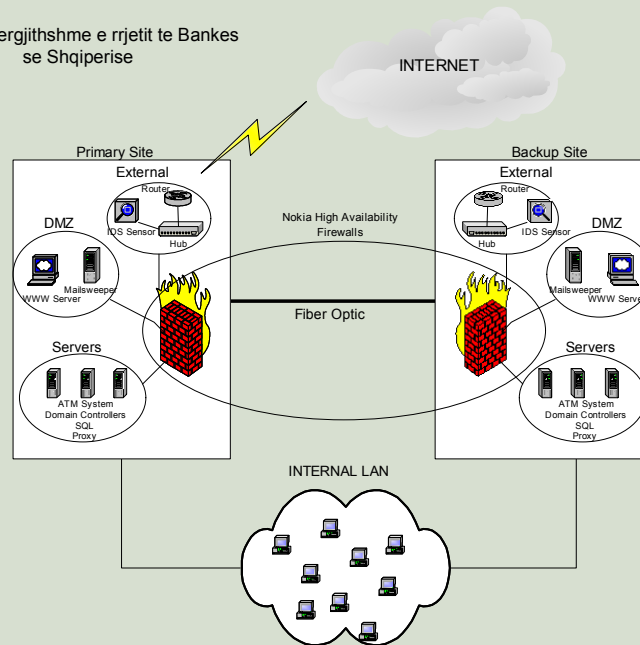 ergjithshme e rrjetit te Bankes
se Shqiperise
INTERNET
Primary Site
External
Router
IDS Sensor
Hub
DMZ
WWW Server
Mailsweeper
Servers
ATM System
Domain Controllers
SQL
Proxy
Nokia High Availability
Firewalls
Fiber Optic
Backup Site
External
Router
Hub
IDS Sensor
DMZ
Mailsweeper
WWW Serve
Servers
ATM System
Domain Controllers
SQL
Proxy
INTERNAL LAN